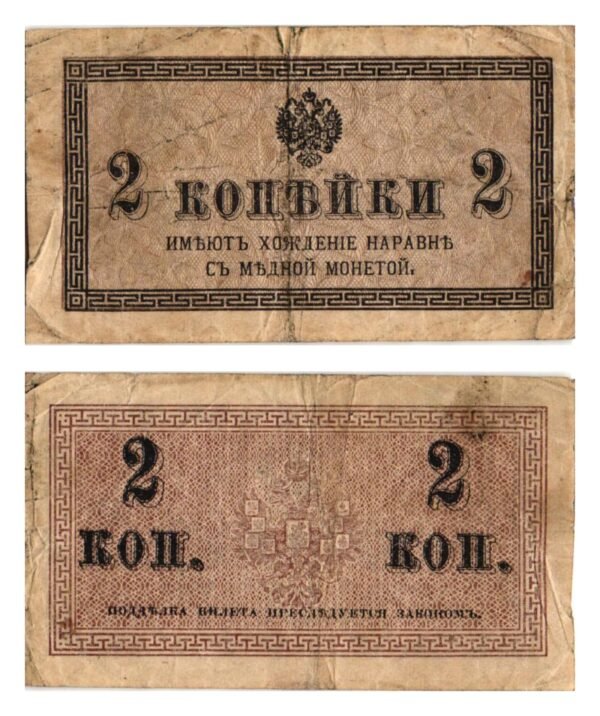 2 КОПѢЙКИ 2
ИМѢЮТЪ ХОЖДЕНІЕ НАРАВНѢ
СЪ МѢДНОЙ МОНЕТОЙ.
2 2
КОП. КОП.
ПОДДѢЛКА БИЛЕТА ПРЕСЛѢДУЕТСЯ ЗАКОНОМЪ.